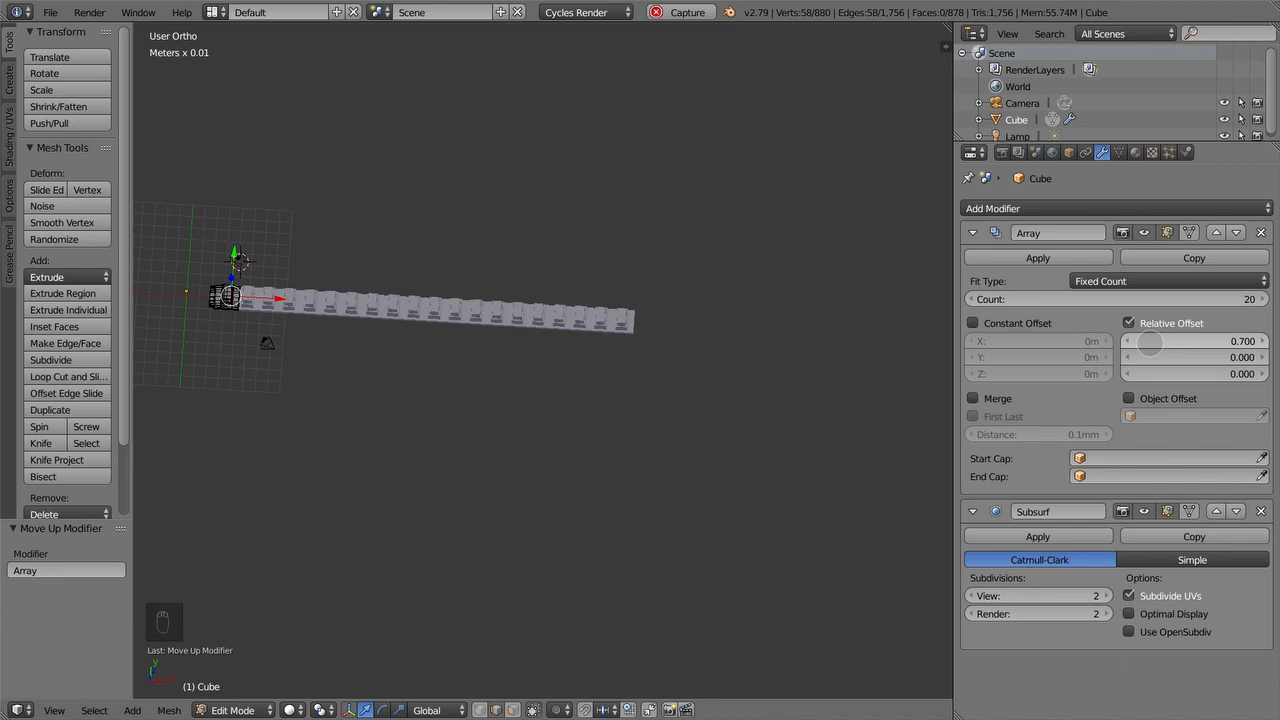 File Render Window Help Default Scene Cycles Render Capture v2.79 | Verts:58/880 | Edges:58/1,756 | Faces:0/878 | Tris:1,756 | Mem:55.74M | Cube
Tools
Create
Shading / UVs
Options
Grease Pencil
Transform
Translate
Rotate
Scale
Shrink/Fatten
Push/Pull
Mesh Tools
Deform:
Slide Ed Vertex
Noise
Smooth Vertex
Randomize
Add:
Extrude
Extrude Region
Extrude Individual
Inset Faces
Make Edge/Face
Subdivide
Loop Cut and Sli...
Offset Edge Slide
Duplicate
Spin Screw
Knife Select
Knife Project
Bisect
Remove:
Delete
Move Up Modifier
Modifier
Array
User Ortho
Meters x 0.01
Last: Move Up Modifier
y
(1) Cube
View Select Add Mesh Edit Mode Global
View Search All Scenes
Scene
RenderLayers
World
Camera
Cube
Lamp
Cube
Add Modifier
Array
Apply Copy
Fit Type: Fixed Count
Count: 20
Constant Offset Relative Offset
X: 0m 0.700
Y: 0m 0.000
Z: 0m 0.000
Merge Object Offset
First Last
Distance: 0.1mm
Start Cap:
End Cap:
Subsurf
Apply Copy
Catmull-Clark Simple
Subdivisions: Options:
View: 2 Subdivide UVs
Render: 2 Optimal Display
Use OpenSubdiv